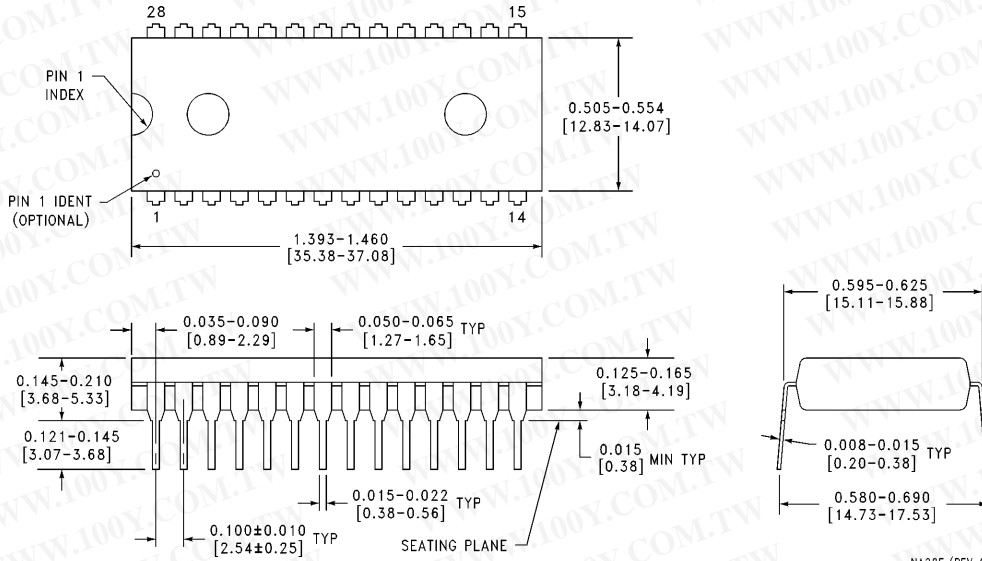 28
15
PIN 1
INDEX
0.505-0.554
[12.83-14.07]
PIN 1 IDENT
(OPTIONAL)
1
14
1.393-1.460
[35.38-37.08]
0.595-0.625
[15.11-15.88]
0.035-0.090
[0.89-2.29]
0.050-0.065 TYP
[1.27-1.65]
0.145-0.210
[3.68-5.33]
0.125-0.165
[3.18-4.19]
0.121-0.145
[3.07-3.68]
0.015 MIN TYP
[0.38]
0.008-0.015 TYP
[0.20-0.38]
0.015-0.022 TYP
[0.38-0.56]
0.580-0.690
[14.73-17.53]
0.100±0.010 TYP
[2.54±0.25]
SEATING PLANE
WWW.100Y.COM.TW